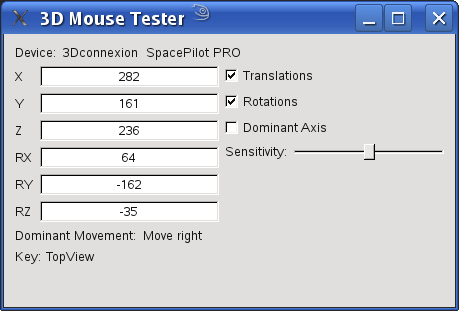 3D Mouse Tester
Device: 3Dconnexion SpacePilot PRO
X 282 Translations
Y 161 Rotations
Z 236 Dominant Axis
RX 64 Sensitivity:
RY -162
RZ -35
Dominant Movement: Move right
Key: TopView